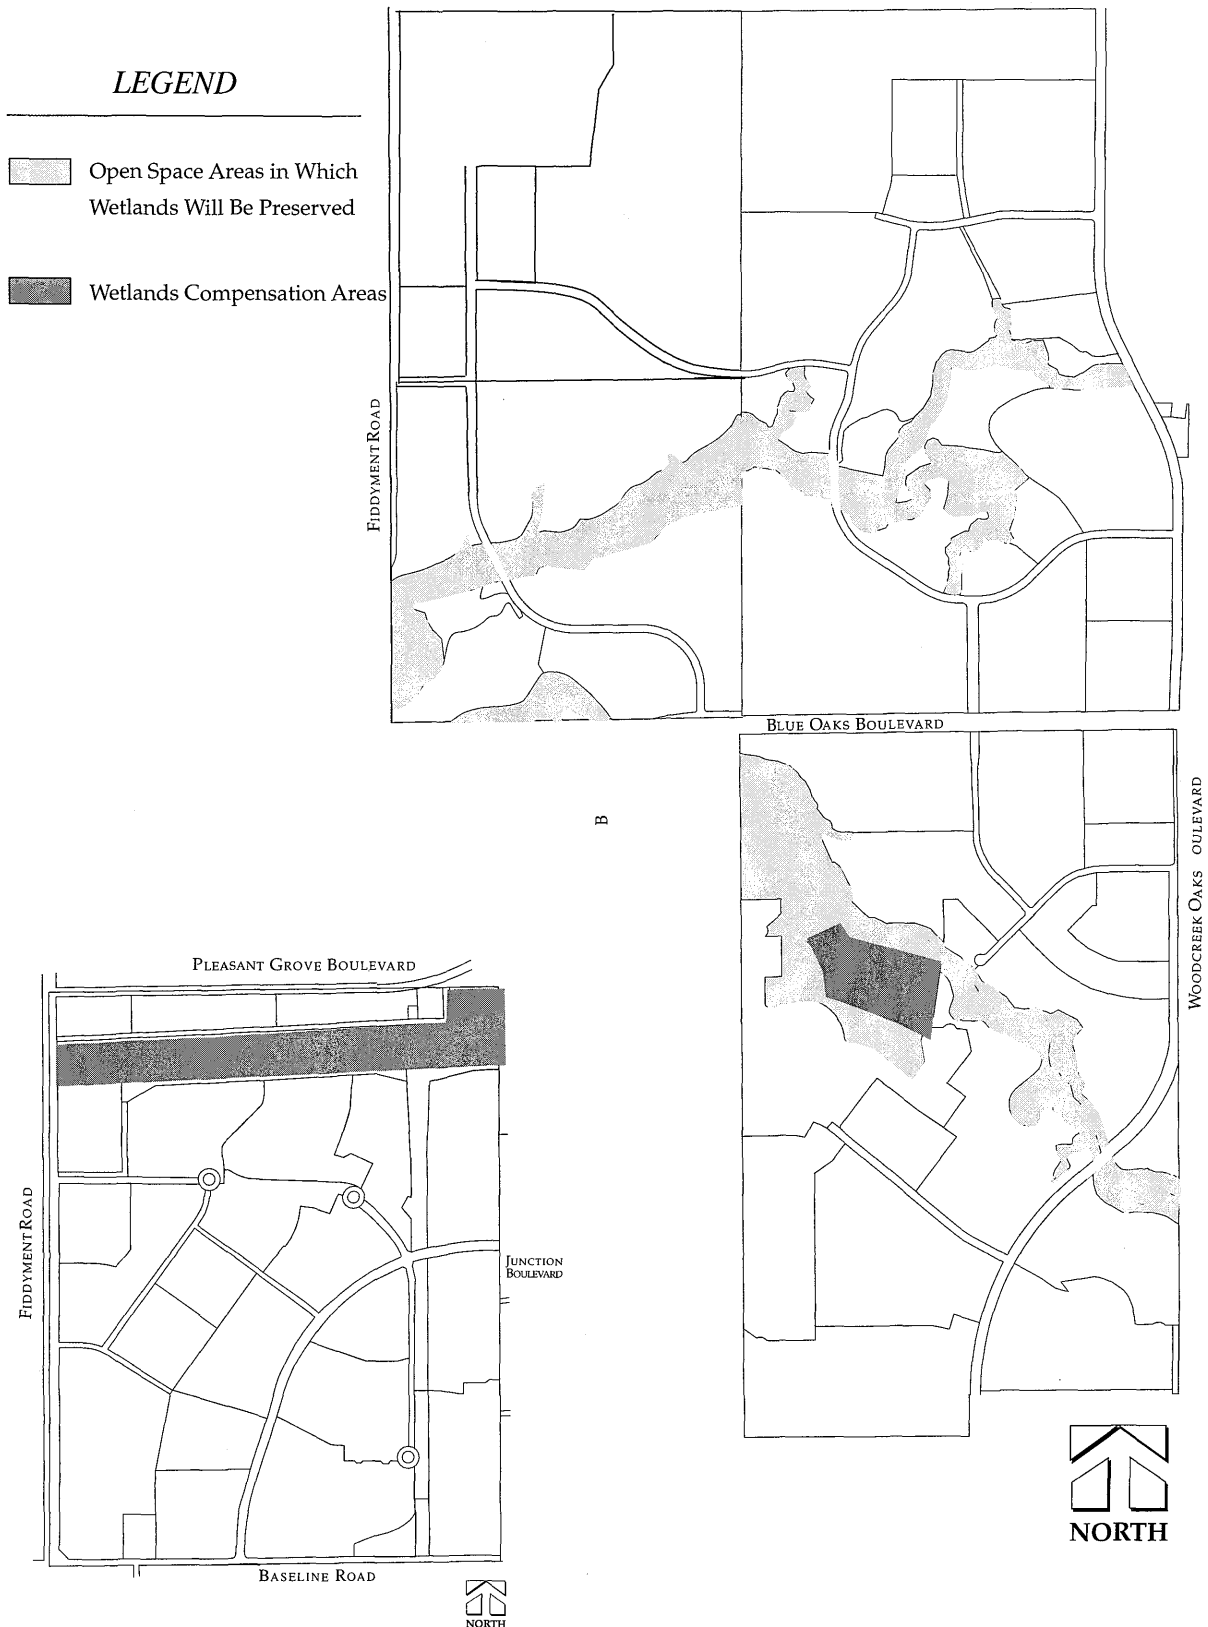 LEGEND
Open Space Areas in Which
Wetlands Will Be Preserved
Wetlands Compensation Areas
FIDDYMENT ROAD
BLUE OAKS BOULEVARD
B
WOODCREEK OAKS OULEVARD
PLEASANT GROVE BOULEVARD
FIDDYMENT ROAD
JUNCTION
BOULEVARD
BASELINE ROAD
NORTH
NORTH